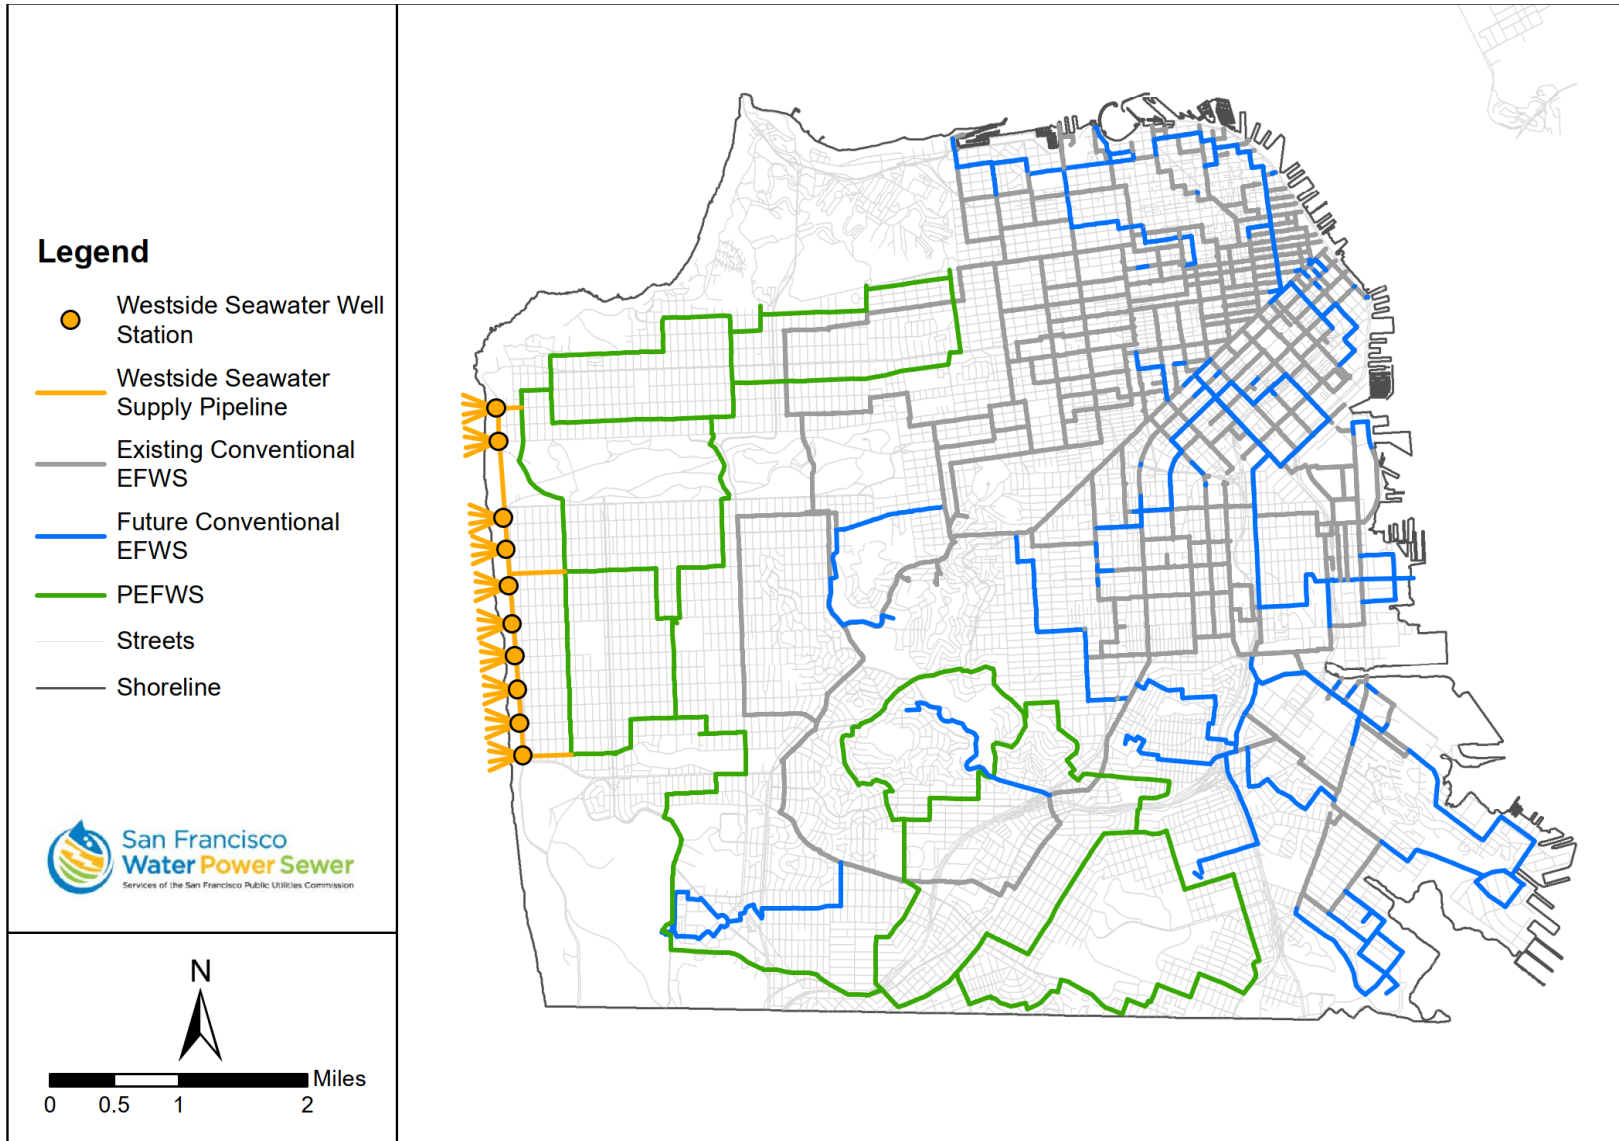 Legend
Westside Seawater Well
Station
Westside Seawater
Supply Pipeline
Existing Conventional
EFWS
Future Conventional
EFWS
PEFWS
Streets
Shoreline
San Francisco
Water Power Sewer
Services of the San Francisco Public Utilities Commission
N
Miles
0 0.5 1 2